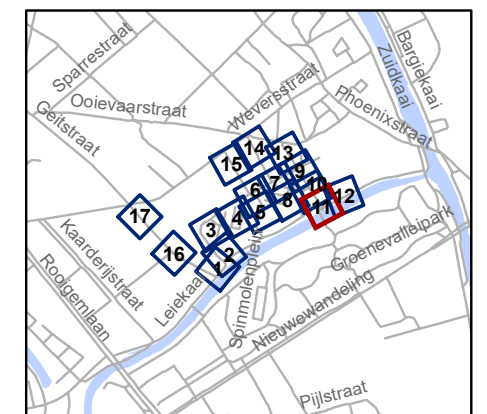 Sparrestraat
Bargiekaai
Zuidkaai
Weversstraat
Ooievaarstraat
Phoenixstraat
Geitstraat
14
13
15
9
7
10
6
12
8
11
17
5
4
3
Groenevalleipark
16
2
1
Kaarderijstraat
Leiekaai
Spinmolenplein
Rooigemlaan
Nieuwewandeling
Pijlstraat